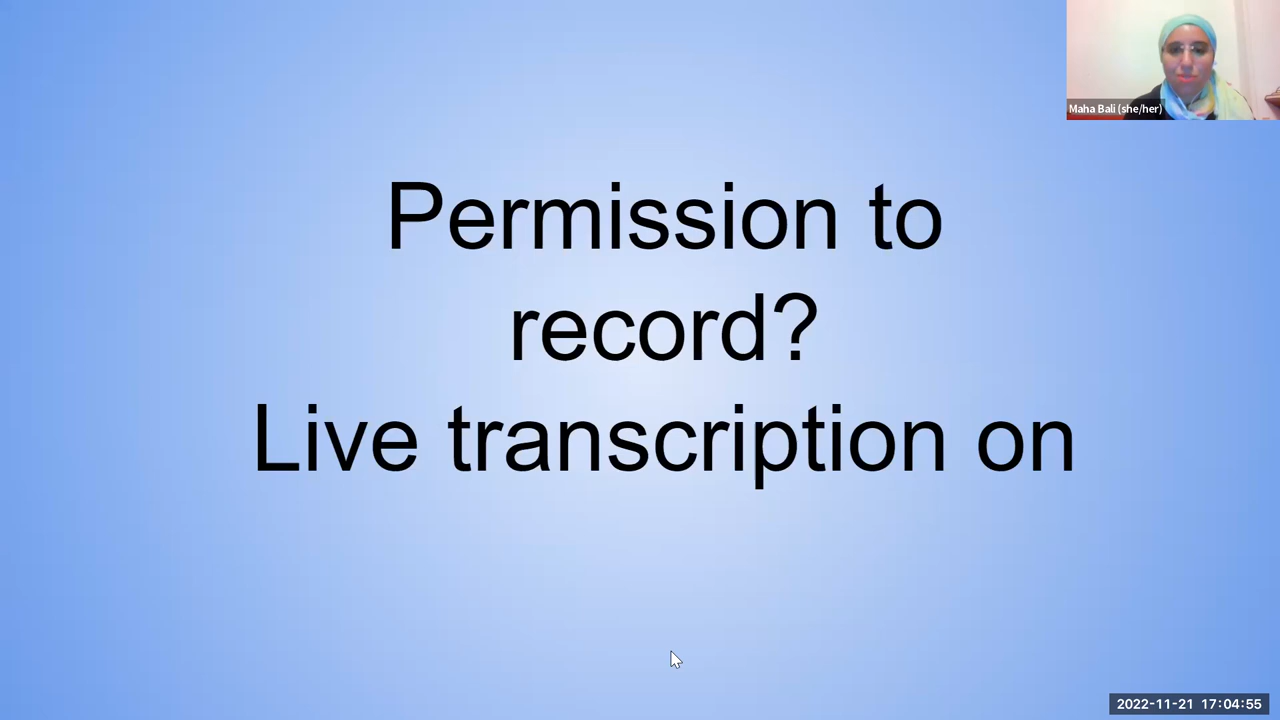 Maha Bali (she/her)
Permission to
record?
Live transcription on
2022-11-21 17:04:55